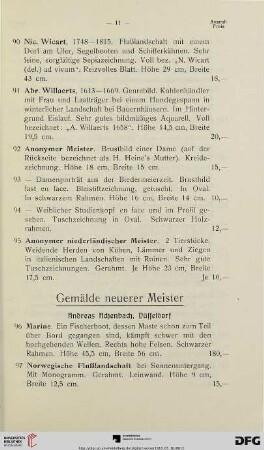 — 11 —
Ausruf-
Preis
90 Nic. Wicart, 1748—1815. Flußlandschaft mit einem
Dorf am Ufer, Segelbooten und Schifferkähnen. Sehr
feine, sorgfältige Sepiazeichnung. Voll bez. „N. Wicart
(del.) ad vivum“. Reizvolles Blatt. Höhe 29 cm, Breite
43 cm. 18,—
91 Abr. Willaerts, 1613—1669. Genrebild. Kohlenhändler
mit Frau und Lastträger bei einem Hundegespann in
winterlicher Landschaft bei Bauernhäusern. Im Hinter-
grund Eislauf. Sehr gutes bildmäßiges Aquarell. Voll
bezeichnet: „A. Willaerts 1658“. Höhe 14,5 cm, Breite
19,5 cm. 20,—
92 Anonymer Meister. Brustbild einer Dame (auf der
Rückseite bezeichnet als H. Heine's Mutter). Kreide-
zeichnung. Höhe 18 cm, Breite 15 cm 15,—
93 — Damenporträt aus der Biedermeierzeit. Brustbild
fast en face. Bleistiftzeichnung, getuscht. In Oval.
In schwarzem Rahmen. Höhe 16 cm, Breite 14 cm. 10,—
94 — Weiblicher Studienkopf en face und in Profil ge-
sehen. Tuschzeichnung in Oval. Schwarzer Holz-
rahmen. 12,—
95 Anonymer niederländischer Meister. 2 Tierstücke.
Weidende Herden von Kühen, Lämmer und Ziegen
in italienischen Landschaften mit Ruinen. Sehr gute
Tuschzeichnungen. Gerahmt. Je Höhe 23 cm, Breite
17,5 cm. Je 10,—
Gemälde neuerer Meister
Andreas Achenbach, Düsseldorf
96 Marine. Ein Fischerboot, dessen Maste schon zum Teil
über Bord gegangen sind, kämpft schwer mit den
hochgehenden Wellen. Rechts hohe Felsen. Schwarzer
Rahmen. Höhe 45,5 cm, Breite 56 cm. 180,—
97 Norwegische Flußlandschaft bei Sonnenuntergang.
Mit Monogramm. Gerahmt. Leinwand. Höhe 9 cm,
Breite 12,5 cm. 15,—
UNIVERSITÄTS-
BIBLIOTHEK
HEIDELBERG
DFG